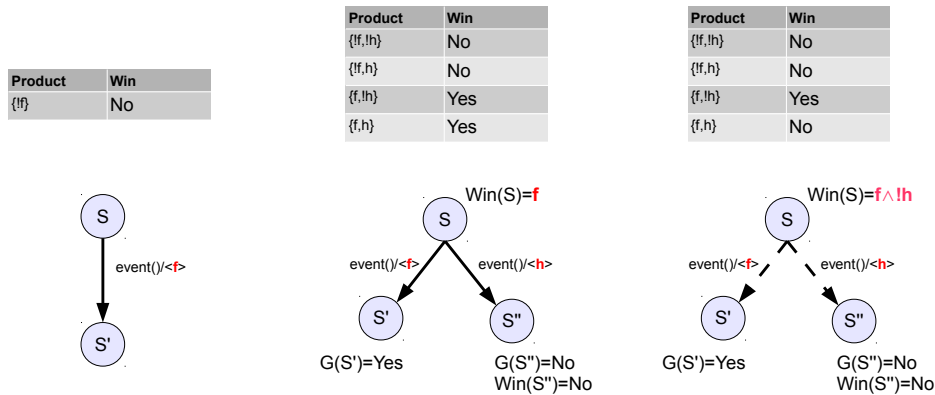 Product Win
{!f} No
S
event()/<f>
S'
Product Win
{!f,!h} No
{!f,h} No
{f,!h} Yes
{f,h} Yes
Win(S)=f
S
event()/<f> event()/<h>
S' S"
G(S')=Yes G(S")=No
Win(S")=No
Product Win
{!f,!h} No
{!f,h} No
{f,!h} Yes
{f,h} No
Win(S)=f∧!h
S
event()/<f> event()/<h>
S' S"
G(S')=Yes G(S")=No
Win(S")=No